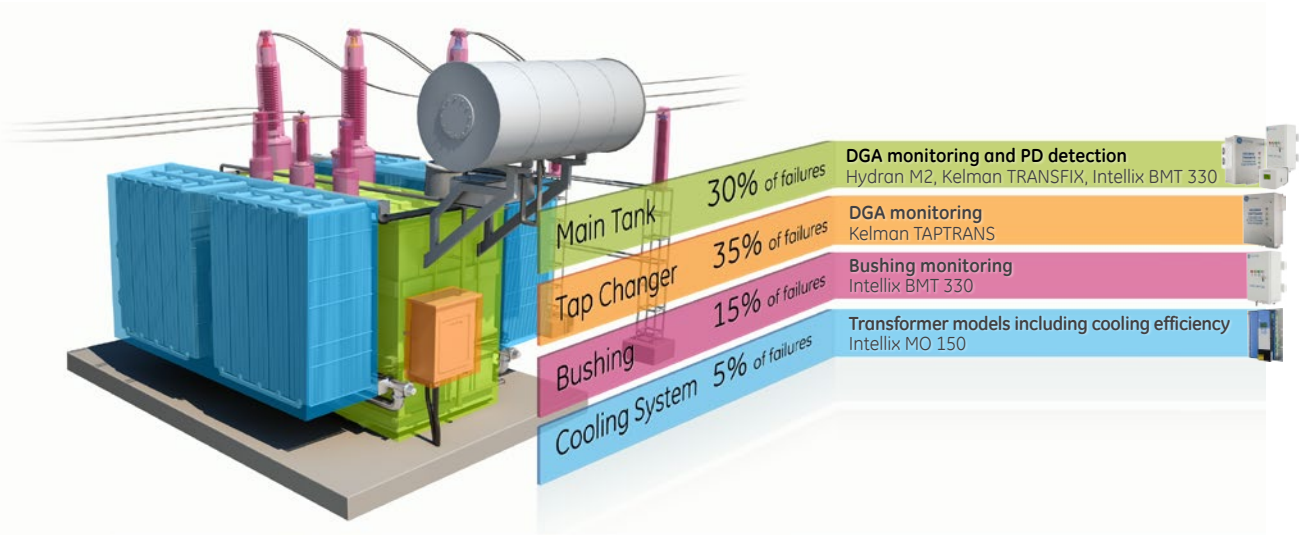 Main Tank 30% of failures
DGA monitoring and PD detection
Hydran M2, Kelman TRANSFIX, Intellix BMT 330
Tap Changer 35% of failures
DGA monitoring
Kelman TAPTRANS
Bushing 15% of failures
Bushing monitoring
Intellix BMT 330
Cooling System 5% of failures
Transformer models including cooling efficiency
Intellix MO 150